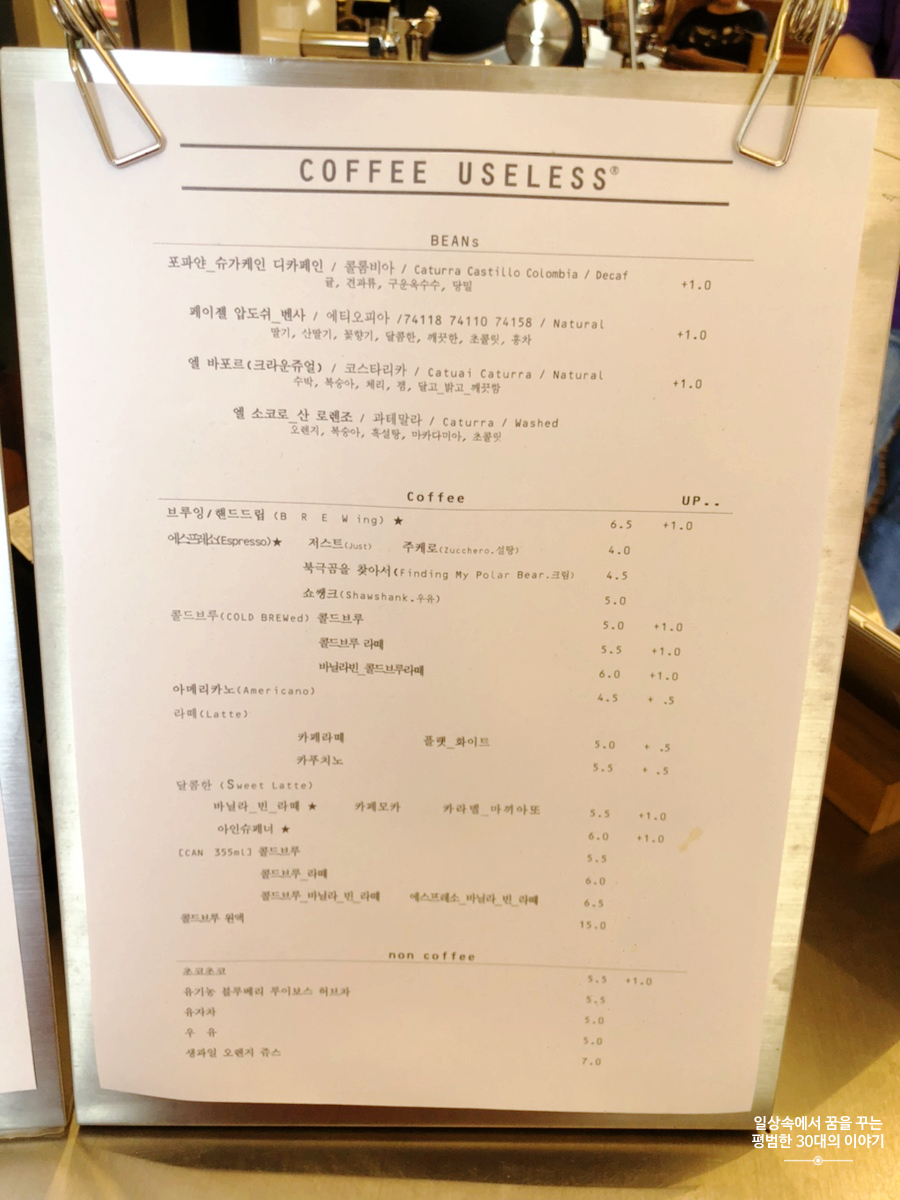 COFFEE USELESS®
BEANs
포파얀_슈가케인 디카페인 / 콜롬비아 / Caturra Castillo Colombia / Decaf +1.0
귤, 견과류, 구운옥수수, 당밀
페이젤 압도쉬_벤사 / 에티오피아 /74118 74110 74158 / Natural +1.0
딸기, 산딸기, 꽃향기, 달콤한, 깨끗한, 초콜릿, 홍차
엘 바포르(크라운쥬얼) / 코스타리카 / Catuai Caturra / Natural +1.0
수박, 복숭아, 체리, 잼, 달고_밝고_깨끗함
엘 소코로_산 로렌조 / 과테말라 / Caturra / Washed
오렌지, 복숭아, 흑설탕, 마카다미아, 초콜릿
Coffee UP..
브루잉/핸드드립 (B R E W ing) ★ 6.5 +1.0
에스프레소(Espresso)★ 저스트(Just) 주케로(Zucchero.설탕) 4.0
북극곰을 찾아서(Finding My Polar Bear.크림) 4.5
쇼쌩크(Shawshank.우유) 5.0
콜드브루(COLD BREWed) 콜드브루 5.0 +1.0
콜드브루 라떼 5.5 +1.0
바닐라빈_콜드브루라떼 6.0 +1.0
아메리카노(Americano) 4.5 + .5
라떼(Latte)
카페라떼 플랫_화이트 5.0 + .5
카푸치노 5.5 + .5
달콤한 (Sweet Latte)
바닐라_빈_라떼 ★ 카페모카 카라멜_마끼아또 5.5 +1.0
아인슈페너 ★ 6.0 +1.0
[CAN 355ml] 콜드브루 5.5
콜드브루_라떼 6.0
콜드브루_바닐라_빈_라떼 에스프레소_바닐라_빈_라떼 6.5
콜드브루 원액 15.0
non coffee
초코초코 5.5 +1.0
유기농 블루베리 루이보스 허브차 5.5
유자차 5.0
우 유 5.0
생과일 오렌지 쥬스 7.0
일상속에서 꿈을 꾸는
평범한 30대의 이야기